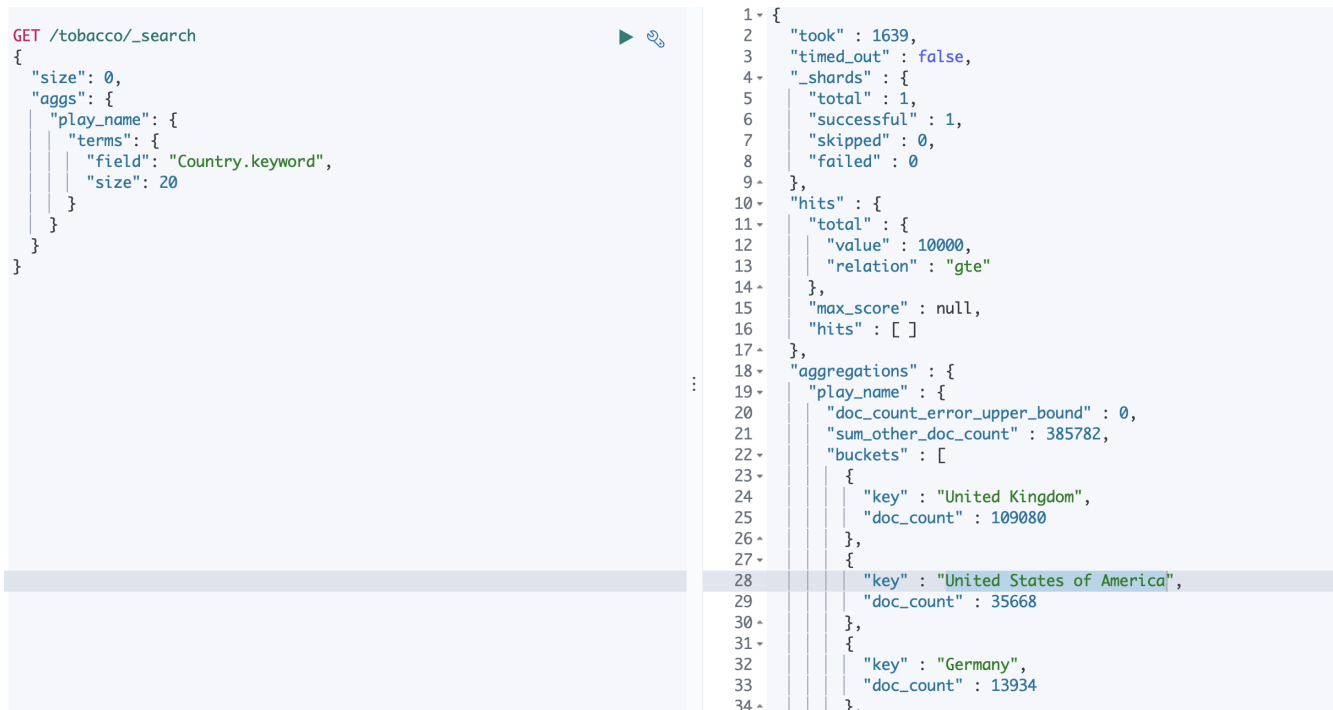 GET /tobacco/_search
{
  "size": 0,
  "aggs": {
    "play_name": {
      "terms": {
        "field": "Country.keyword",
        "size": 20
      }
    }
  }
}
1 {
2   "took" : 1639,
3   "timed_out" : false,
4   "_shards" : {
5     "total" : 1,
6     "successful" : 1,
7     "skipped" : 0,
8     "failed" : 0
9   },
10   "hits" : {
11     "total" : {
12       "value" : 10000,
13       "relation" : "gte"
14     },
15     "max_score" : null,
16     "hits" : [ ]
17   },
18   "aggregations" : {
19     "play_name" : {
20       "doc_count_error_upper_bound" : 0,
21       "sum_other_doc_count" : 385782,
22       "buckets" : [
23         {
24           "key" : "United Kingdom",
25           "doc_count" : 109080
26         },
27         {
28           "key" : "United States of America",
29           "doc_count" : 35668
30         },
31         {
32           "key" : "Germany",
33           "doc_count" : 13934
34         },